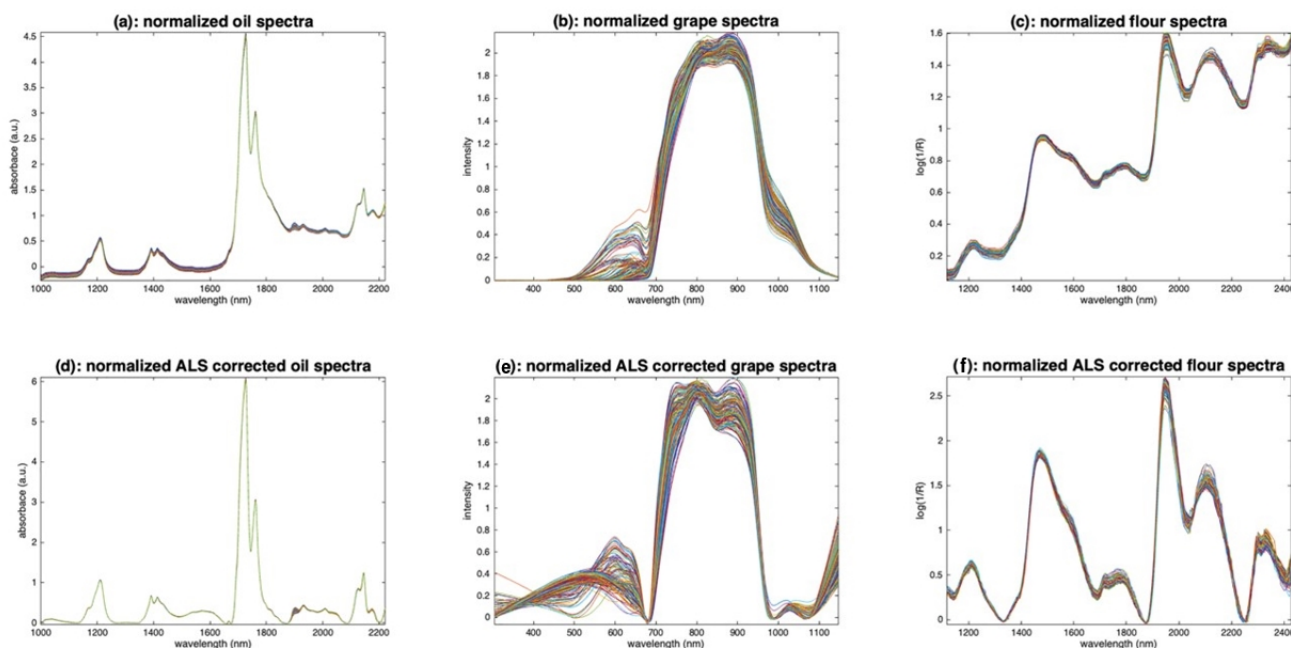 (a): normalized oil spectra
4.5
4
3.5
3
2.5
2
1.5
1
0.5
0
absorbace (a.u.)
1000 1200 1400 1600 1800 2000 2200
wavelength (nm)
(b): normalized grape spectra
2
1.8
1.6
1.4
1.2
1
0.8
0.6
0.4
0.2
0
intensity
400 500 600 700 800 900 1000 1100
wavelength (nm)
(c): normalized flour spectra
1.6
1.4
1.2
1
0.8
0.6
0.4
0.2
0
log(1/R)
1200 1400 1600 1800 2000 2200 2400
wavelength (nm)
(d): normalized ALS corrected oil spectra
6
5
4
3
2
1
0
absorbace (a.u.)
1000 1200 1400 1600 1800 2000 2200
wavelength (nm)
(e): normalized ALS corrected grape spectra
2
1.8
1.6
1.4
1.2
1
0.8
0.6
0.4
0.2
0
intensity
400 500 600 700 800 900 1000 1100
wavelength (nm)
(f): normalized ALS corrected flour spectra
2.5
2
1.5
1
0.5
0
log(1/R)
1200 1400 1600 1800 2000 2200 2400
wavelength (nm)